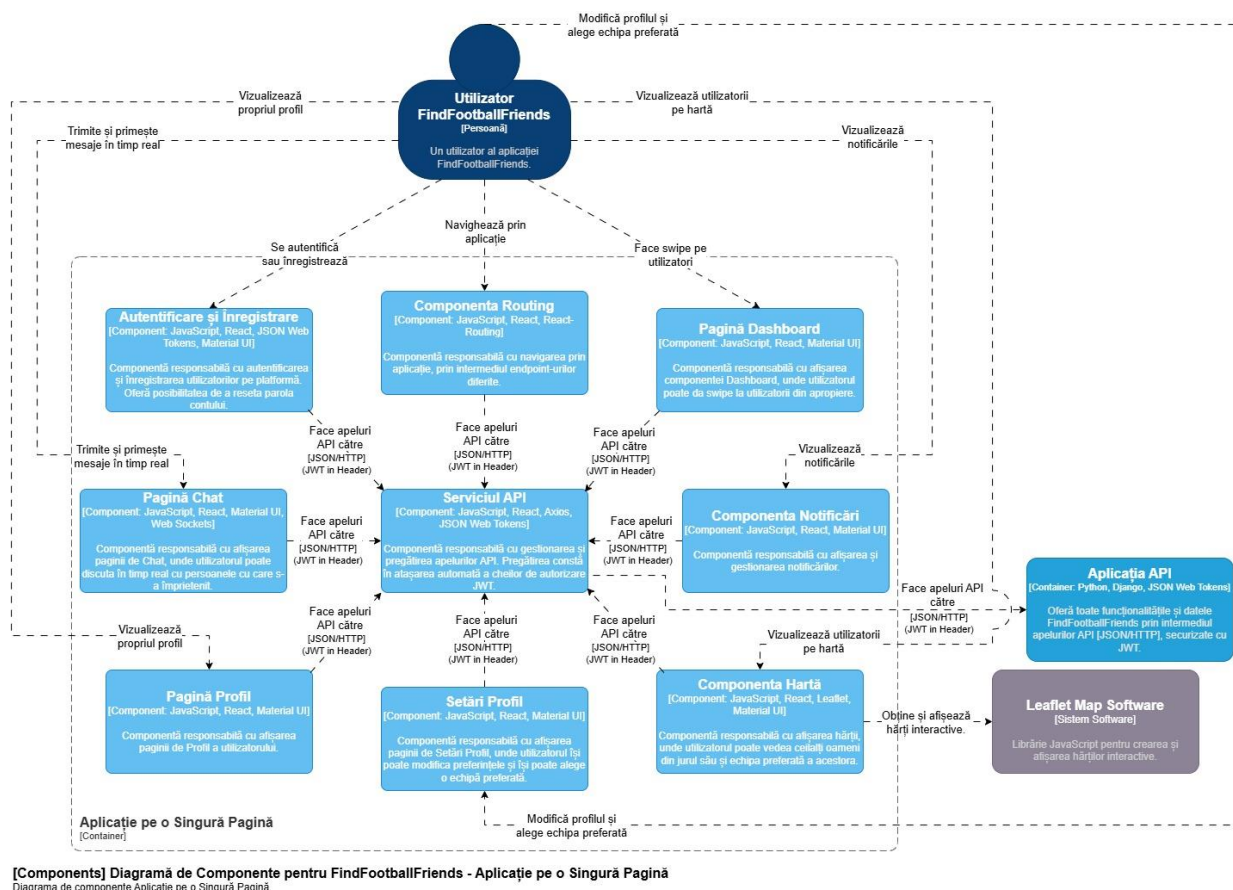 Modifică profilul și
alege echipa preferată
Utilizator
FindFootballFriends
[Persoană]
Un utilizator al aplicației
FindFootballFriends.
Vizualizează
propriul profil
Trimite și primește
mesaje în timp real
Vizualizează utilizatorii
pe hartă
Vizualizează
notificările
Se autentifică
sau înregistrează
Navighează prin
aplicație
Face swipe pe
utilizatori
Autentificare și Înregistrare
[Component: JavaScript, React, JSON Web
Tokens, Material UI]
Componentă responsabilă cu autentificarea
și înregistrarea utilizatorilor pe platformă.
Oferă posibilitatea de a reseta parola
contului.
Componenta Routing
[Component: JavaScript, React, React-
Routing]
Componentă responsabilă cu navigarea prin
aplicație, prin intermediul endpoint-urilor
diferite.
Pagină Dashboard
[Component: JavaScript, React, Material UI]
Componentă responsabilă cu afișarea
componentei Dashboard, unde utilizatorul
poate da swipe la utilizatorii din apropiere.
Face apeluri
API către
[JSON/HTTP]
(JWT in Header)
Face apeluri
API către
[JSON/HTTP]
(JWT in Header)
Face apeluri
API către
[JSON/HTTP]
(JWT in Header)
Trimite și primește
mesaje în timp real
Vizualizează
notificările
Pagină Chat
[Component: JavaScript, React, Material UI,
Web Sockets]
Componentă responsabilă cu afișarea
paginii de Chat, unde utilizatorul poate
discuta în timp real cu persoanele cu care s-
a împrietenit.
Face apeluri
API către
[JSON/HTTP]
(JWT in Header)
Serviciul API
[Component: JavaScript, React, Axios,
JSON Web Tokens]
Componentă responsabilă cu gestionarea și
pregătirea apelurilor API. Pregătirea constă
în atașarea automată a cheilor de autorizare
JWT.
Face apeluri
API către
[JSON/HTTP]
(JWT in Header)
Componenta Notificări
[Component: JavaScript, React, Material UI]
Componentă responsabilă cu afișarea și
gestionarea notificărilor.
Face apeluri API
către
[JSON/HTTP]
(JWT in Header)
Aplicația API
[Container: Python, Django, JSON Web Tokens]
Oferă toate funcționalitățile și datele
FindFootballFriends prin intermediul
apelurilor API [JSON/HTTP], securizate cu
JWT.
Vizualizează
propriul profil
Face apeluri
API către
[JSON/HTTP]
(JWT in Header)
Face apeluri
API către
[JSON/HTTP]
(JWT in Header)
Face apeluri
API către
[JSON/HTTP]
(JWT in Header)
Vizualizează utilizatorii
pe hartă
Pagină Profil
[Component: JavaScript, React, Material UI]
Componentă responsabilă cu afișarea
paginii de Profil a utilizatorului.
Setări Profil
[Component: JavaScript, React, Material UI]
Componentă responsabilă cu afișarea
paginii de Setări Profil, unde utilizatorul își
poate modifica preferințele și își poate alege
o echipă preferată.
Componenta Hartă
[Component: JavaScript, React, Leaflet,
Material UI]
Componentă responsabilă cu afișarea hărții,
unde utilizatorul poate vedea ceilalți oameni
din jurul său și echipa preferată a acestora.
Obține și afișează
hărți interactive.
Leaflet Map Software
[Sistem Software]
Librărie JavaScript pentru crearea și
afișarea hărților interactive.
Modifică profilul și
alege echipa preferată
Aplicație pe o Singură Pagină
[Container]
[Components] Diagramă de Componente pentru FindFootballFriends - Aplicație pe o Singură Pagină
Diagrama de componente Aplicație pe o Singură Pagină